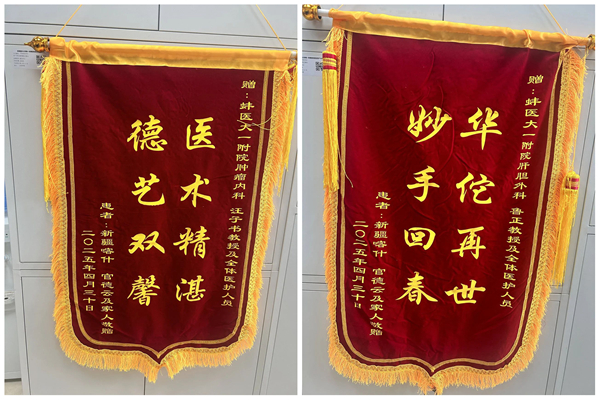 赠：蚌医大一附院肿瘤内科 汪子书教授及全体医护人员
医术精湛
德艺双馨
患者：新疆喀什 官德云及家人敬赠
二〇二五年四月三十日
赠：蚌医大一附院肝胆外科 鲁正教授及全体医护人员
华佗再世
妙手回春
患者：新疆喀什 官德云及家人敬赠
二〇二五年四月三十日